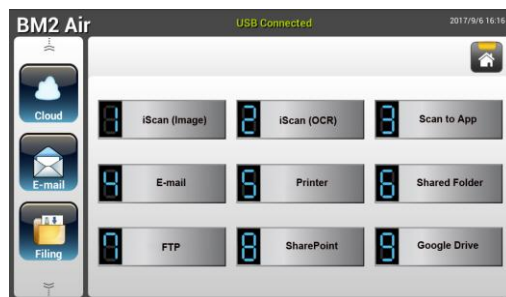 BM2 Air USB Connected 2017/9/6 16:16
Cloud
E-mail
Filing
1 iScan (Image) 2 iScan (OCR) 3 Scan to App
4 E-mail 5 Printer 6 Shared Folder
7 FTP 8 SharePoint 9 Google Drive